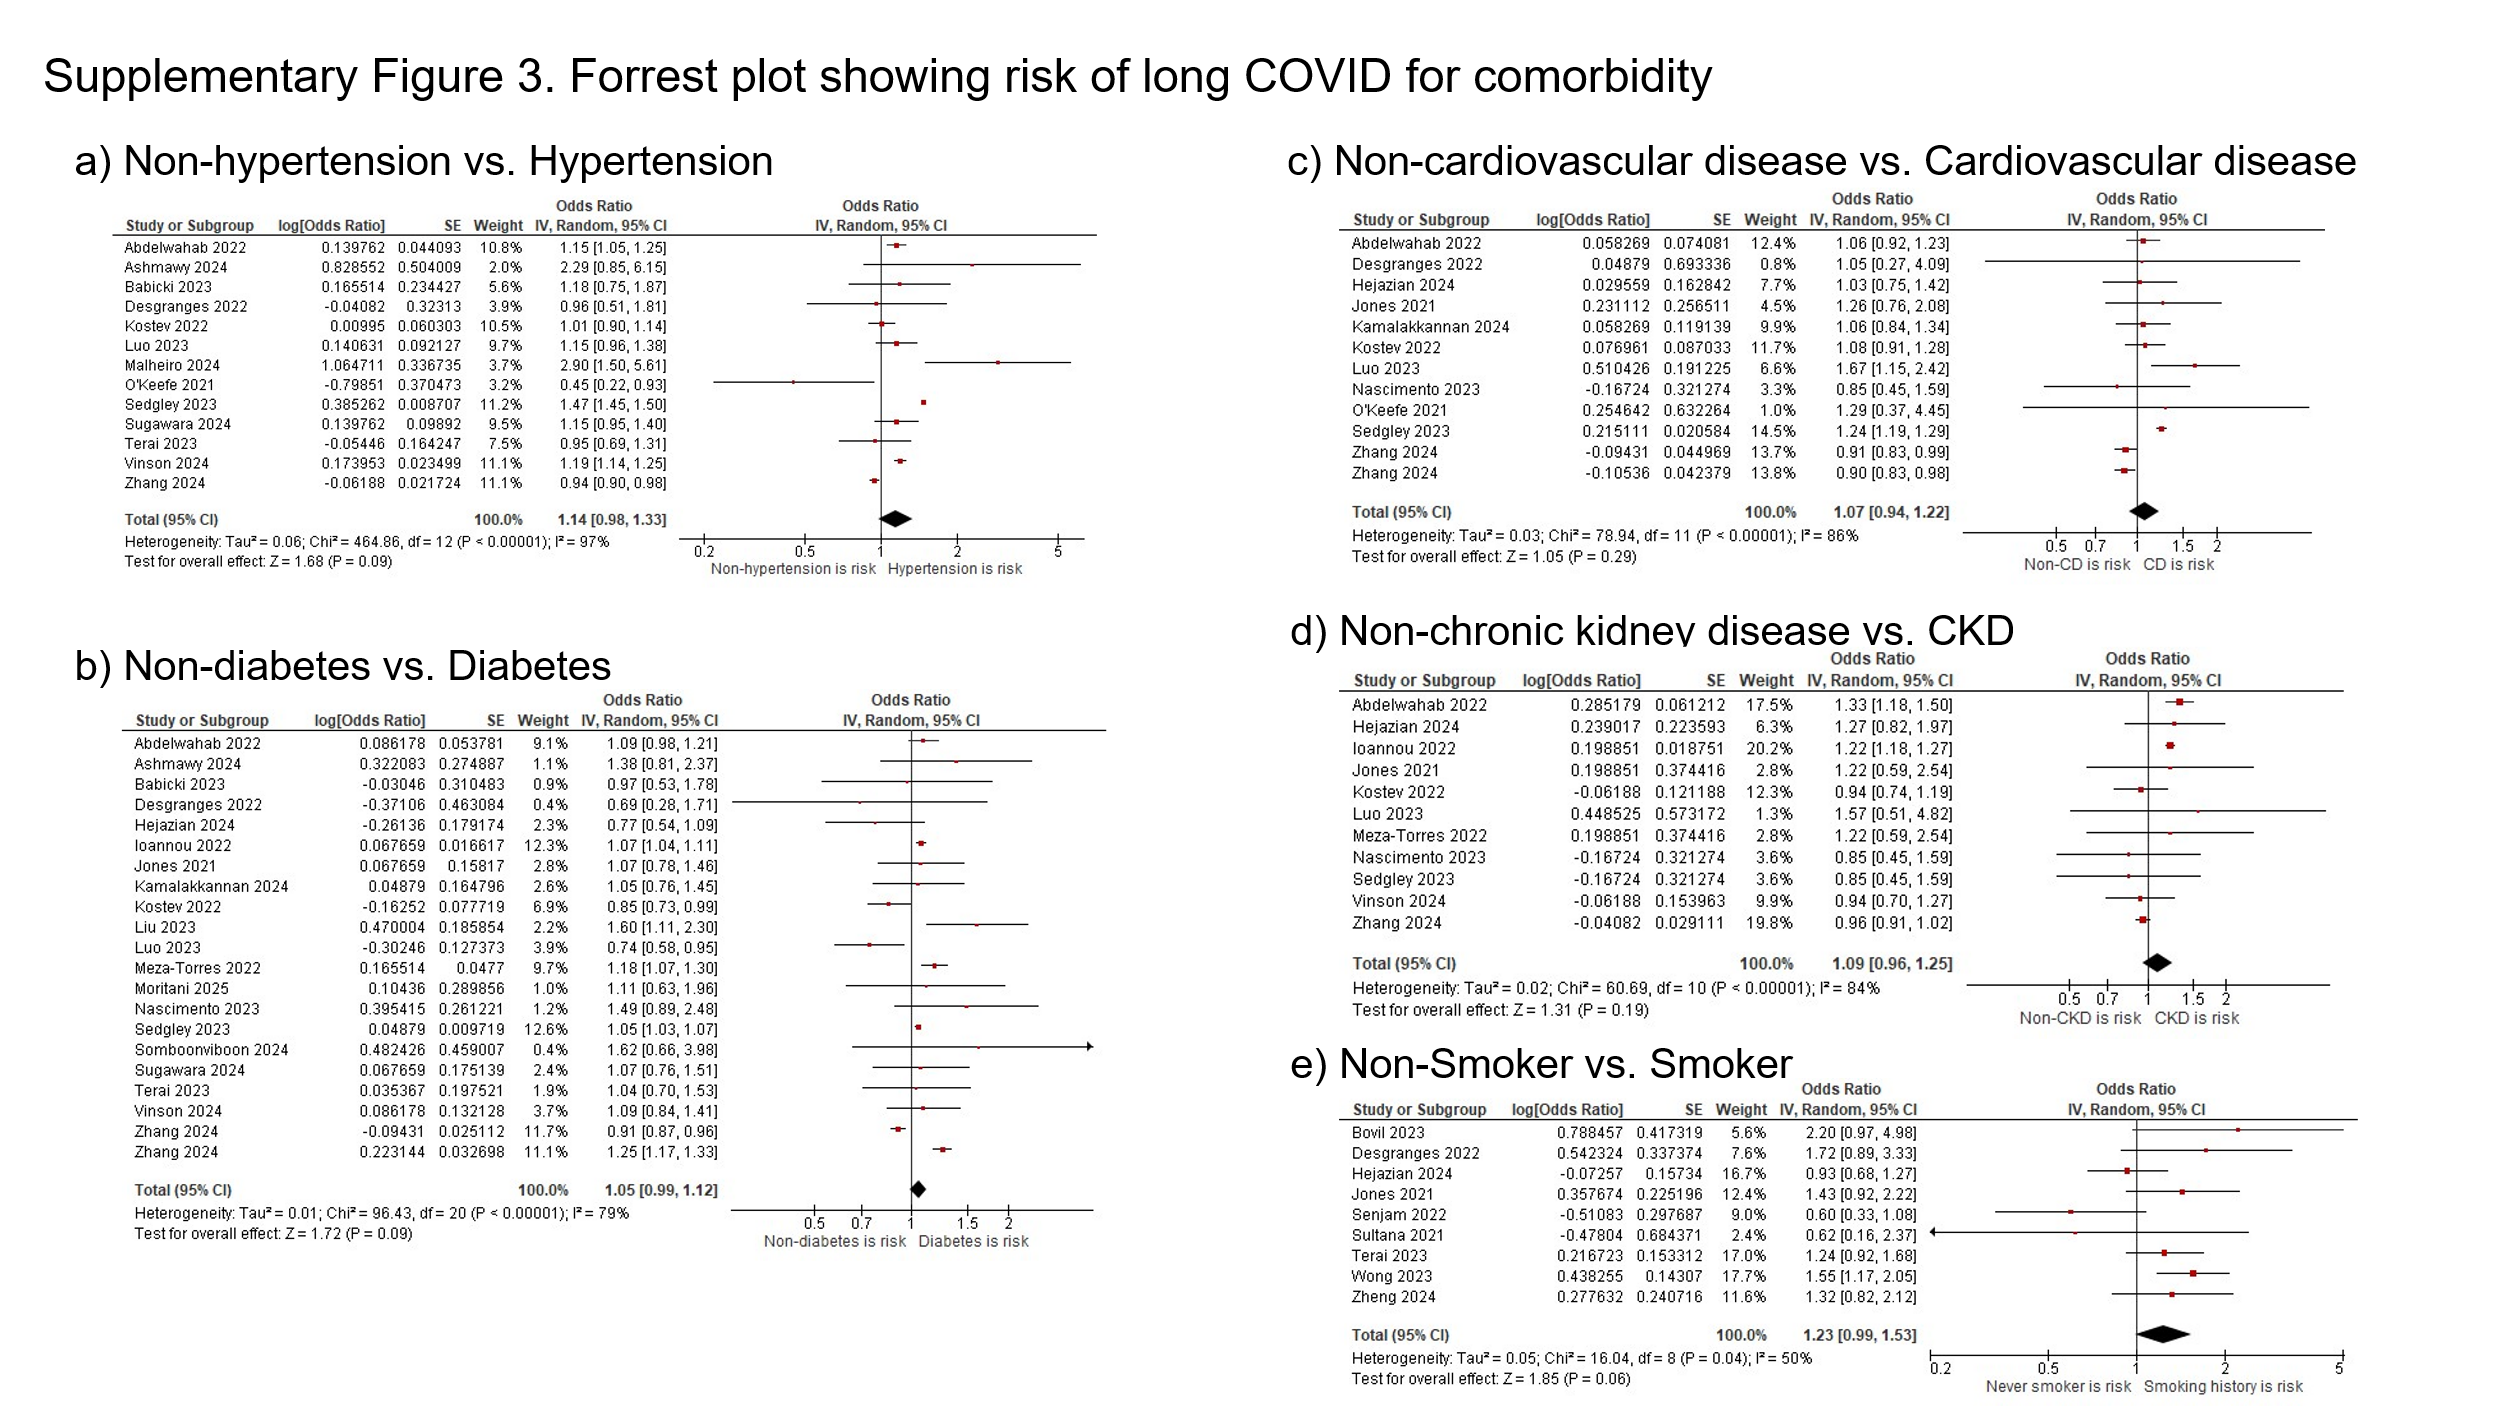 Supplementary Figure 3. Forrest plot showing risk of long COVID for comorbidity
a) Non-hypertension vs. Hypertension
Odds Ratio Odds Ratio
Study or Subgroup log[Odds Ratio] SE Weight IV, Random, 95% CI IV, Random, 95% CI
Abdelwahab 2022 0.139762 0.044093 10.8% 1.15 [1.05, 1.25]
Ashmawy 2024 0.828552 0.504009 2.0% 2.29 [0.85, 6.15]
Babicki 2023 0.165514 0.234427 5.6% 1.18 [0.75, 1.87]
Desgranges 2022 -0.04082 0.32313 3.9% 0.96 [0.51, 1.81]
Kostev 2022 0.00995 0.060303 10.5% 1.01 [0.90, 1.14]
Luo 2023 0.140631 0.092127 9.7% 1.15 [0.96, 1.38]
Malheiro 2024 1.064711 0.336735 3.7% 2.90 [1.50, 5.61]
O'Keefe 2021 -0.79851 0.370473 3.2% 0.45 [0.22, 0.93]
Sedgley 2023 0.385262 0.008707 11.2% 1.47 [1.45, 1.50]
Sugawara 2024 0.139762 0.09892 9.5% 1.15 [0.95, 1.40]
Terai 2023 -0.05446 0.164247 7.5% 0.95 [0.69, 1.31]
Vinson 2024 0.173953 0.023499 11.1% 1.19 [1.14, 1.25]
Zhang 2024 -0.06188 0.021724 11.1% 0.94 [0.90, 0.98]
Total (95% CI) 100.0% 1.14 [0.98, 1.33]
Heterogeneity: Tau² = 0.06; Chi² = 464.86, df = 12 (P < 0.00001); I² = 97%
Test for overall effect: Z = 1.68 (P = 0.09)
0.2 0.5 1 2 5
Non-hypertension is risk Hypertension is risk
b) Non-diabetes vs. Diabetes
Odds Ratio Odds Ratio
Study or Subgroup log[Odds Ratio] SE Weight IV, Random, 95% CI IV, Random, 95% CI
Abdelwahab 2022 0.086178 0.053781 9.1% 1.09 [0.98, 1.21]
Ashmawy 2024 0.322083 0.274887 1.1% 1.38 [0.81, 2.37]
Babicki 2023 -0.03046 0.310483 0.9% 0.97 [0.53, 1.78]
Desgranges 2022 -0.37106 0.463084 0.4% 0.69 [0.28, 1.71]
Hejazian 2024 -0.26136 0.179174 2.3% 0.77 [0.54, 1.09]
Ioannou 2022 0.067659 0.016617 12.3% 1.07 [1.04, 1.11]
Jones 2021 0.067659 0.15817 2.8% 1.07 [0.78, 1.46]
Kamalakkannan 2024 0.04879 0.164796 2.6% 1.05 [0.76, 1.45]
Kostev 2022 -0.16252 0.077719 6.9% 0.85 [0.73, 0.99]
Liu 2023 0.470004 0.185854 2.2% 1.60 [1.11, 2.30]
Luo 2023 -0.30246 0.127373 3.9% 0.74 [0.58, 0.95]
Meza-Torres 2022 0.165514 0.0477 9.7% 1.18 [1.07, 1.30]
Moritani 2025 0.10436 0.289856 1.0% 1.11 [0.63, 1.96]
Nascimento 2023 0.395415 0.261221 1.2% 1.49 [0.89, 2.48]
Sedgley 2023 0.04879 0.009719 12.6% 1.05 [1.03, 1.07]
Somboonviboon 2024 0.482426 0.459007 0.4% 1.62 [0.66, 3.98]
Sugawara 2024 0.067659 0.175139 2.4% 1.07 [0.76, 1.51]
Terai 2023 0.035367 0.197521 1.9% 1.04 [0.70, 1.53]
Vinson 2024 0.086178 0.132128 3.7% 1.09 [0.84, 1.41]
Zhang 2024 -0.09431 0.025112 11.7% 0.91 [0.87, 0.96]
Zhang 2024 0.223144 0.032698 11.1% 1.25 [1.17, 1.33]
Total (95% CI) 100.0% 1.05 [0.99, 1.12]
Heterogeneity: Tau² = 0.01; Chi² = 96.43, df = 20 (P < 0.00001); I² = 79%
Test for overall effect: Z = 1.72 (P = 0.09)
0.5 0.7 1 1.5 2
Non-diabetes is risk Diabetes is risk
c) Non-cardiovascular disease vs. Cardiovascular disease
Odds Ratio Odds Ratio
Study or Subgroup log[Odds Ratio] SE Weight IV, Random, 95% CI IV, Random, 95% CI
Abdelwahab 2022 0.058269 0.074081 12.4% 1.06 [0.92, 1.23]
Desgranges 2022 0.04879 0.693336 0.8% 1.05 [0.27, 4.09]
Hejazian 2024 0.029559 0.162842 7.7% 1.03 [0.75, 1.42]
Jones 2021 0.231112 0.256511 4.5% 1.26 [0.76, 2.08]
Kamalakkannan 2024 0.058269 0.119139 9.9% 1.06 [0.84, 1.34]
Kostev 2022 0.076961 0.087033 11.7% 1.08 [0.91, 1.28]
Luo 2023 0.510426 0.191225 6.6% 1.67 [1.15, 2.42]
Nascimento 2023 -0.16724 0.321274 3.3% 0.85 [0.45, 1.59]
O'Keefe 2021 0.254642 0.632264 1.0% 1.29 [0.37, 4.45]
Sedgley 2023 0.215111 0.020584 14.5% 1.24 [1.19, 1.29]
Zhang 2024 -0.09431 0.044969 13.7% 0.91 [0.83, 0.99]
Zhang 2024 -0.10536 0.042379 13.8% 0.90 [0.83, 0.98]
Total (95% CI) 100.0% 1.07 [0.94, 1.22]
Heterogeneity: Tau² = 0.03; Chi² = 78.94, df = 11 (P < 0.00001); I² = 86%
Test for overall effect: Z = 1.05 (P = 0.29)
0.5 0.7 1 1.5 2
Non-CD is risk CD is risk
d) Non-chronic kidney disease vs. CKD
Odds Ratio Odds Ratio
Study or Subgroup log[Odds Ratio] SE Weight IV, Random, 95% CI IV, Random, 95% CI
Abdelwahab 2022 0.285179 0.061212 17.5% 1.33 [1.18, 1.50]
Hejazian 2024 0.239017 0.223593 6.3% 1.27 [0.82, 1.97]
Ioannou 2022 0.198851 0.018751 20.2% 1.22 [1.18, 1.27]
Jones 2021 0.198851 0.374416 2.8% 1.22 [0.59, 2.54]
Kostev 2022 -0.06188 0.121188 12.3% 0.94 [0.74, 1.19]
Luo 2023 0.448525 0.573172 1.3% 1.57 [0.51, 4.82]
Meza-Torres 2022 0.198851 0.374416 2.8% 1.22 [0.59, 2.54]
Nascimento 2023 -0.16724 0.321274 3.6% 0.85 [0.45, 1.59]
Sedgley 2023 -0.16724 0.321274 3.6% 0.85 [0.45, 1.59]
Vinson 2024 -0.06188 0.153963 9.9% 0.94 [0.70, 1.27]
Zhang 2024 -0.04082 0.029111 19.8% 0.96 [0.91, 1.02]
Total (95% CI) 100.0% 1.09 [0.96, 1.25]
Heterogeneity: Tau² = 0.02; Chi² = 60.69, df = 10 (P < 0.00001); I² = 84%
Test for overall effect: Z = 1.31 (P = 0.19)
0.5 0.7 1 1.5 2
Non-CKD is risk CKD is risk
e) Non-Smoker vs. Smoker
Odds Ratio Odds Ratio
Study or Subgroup log[Odds Ratio] SE Weight IV, Random, 95% CI IV, Random, 95% CI
Bovil 2023 0.788457 0.417319 5.6% 2.20 [0.97, 4.98]
Desgranges 2022 0.542324 0.337374 7.6% 1.72 [0.89, 3.33]
Hejazian 2024 -0.07257 0.15734 16.7% 0.93 [0.68, 1.27]
Jones 2021 0.357674 0.225196 12.4% 1.43 [0.92, 2.22]
Senjam 2022 -0.51083 0.297687 9.0% 0.60 [0.33, 1.08]
Sultana 2021 -0.47804 0.684371 2.4% 0.62 [0.16, 2.37]
Terai 2023 0.216723 0.153312 17.0% 1.24 [0.92, 1.68]
Wong 2023 0.438255 0.14307 17.7% 1.55 [1.17, 2.05]
Zheng 2024 0.277632 0.240716 11.6% 1.32 [0.82, 2.12]
Total (95% CI) 100.0% 1.23 [0.99, 1.53]
Heterogeneity: Tau² = 0.05; Chi² = 16.04, df = 8 (P = 0.04); I² = 50%
Test for overall effect: Z = 1.85 (P = 0.06)
0.2 0.5 1 2 5
Never smoker is risk Smoking history is risk